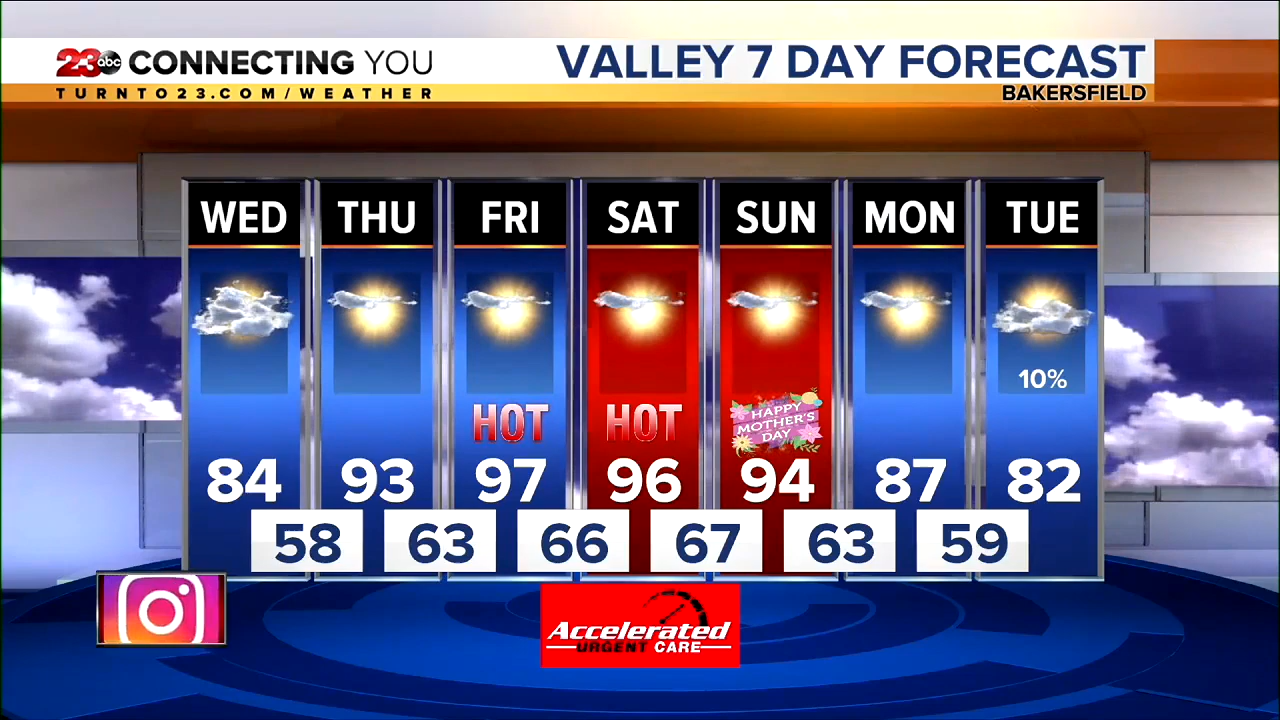 23 abc CONNECTING YOU
TURNTO23.COM/WEATHER
VALLEY 7 DAY FORECAST
BAKERSFIELD
WED THU FRI SAT SUN MON TUE
10%
HOT HOT
HAPPY
MOTHER'S
DAY
84 93 97 96 94 87 82
58 63 66 67 63 59
Accelerated
URGENT CARE